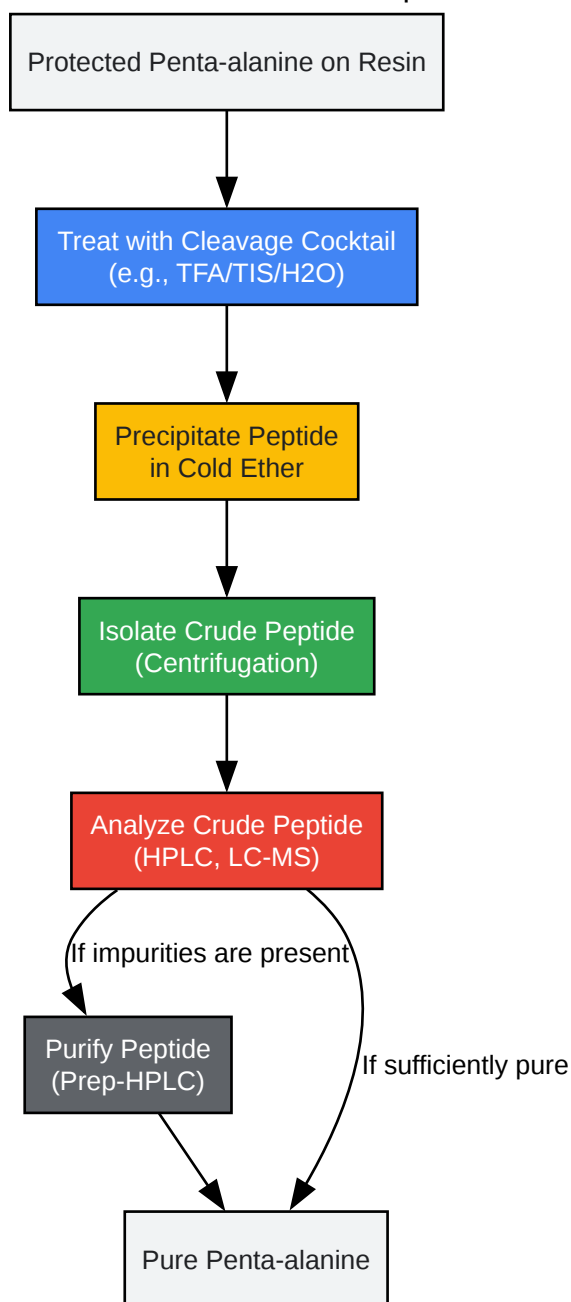 Protected Penta-alanine on Resin
Treat with Cleavage Cocktail
(e.g., TFA/TIS/H2O)
Precipitate Peptide
in Cold Ether
Isolate Crude Peptide
(Centrifugation)
Analyze Crude Peptide
(HPLC, LC-MS)
If impurities are present
Purify Peptide
(Prep-HPLC)
If sufficiently pure
Pure Penta-alanine